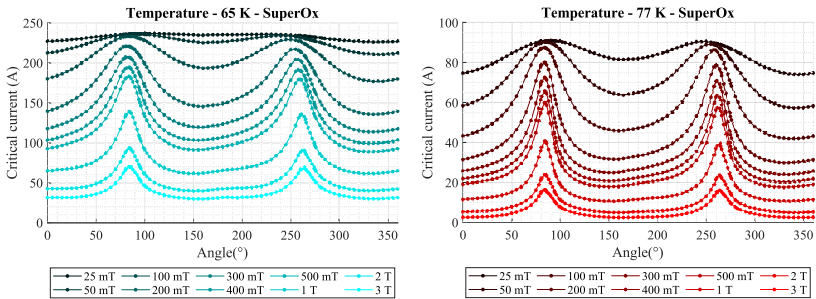 Temperature - 65 K - SuperOx
250
200
150
100
50
0
Critical current (A)
0 50 100 150 200 250 300 350
Angle(°)
25 mT 100 mT 300 mT 500 mT 2 T
50 mT 200 mT 400 mT 1 T 3 T
Temperature - 77 K - SuperOx
100
80
60
40
20
0
Critical current (A)
0 50 100 150 200 250 300 350
Angle(°)
25 mT 100 mT 300 mT 500 mT 2 T
50 mT 200 mT 400 mT 1 T 3 T